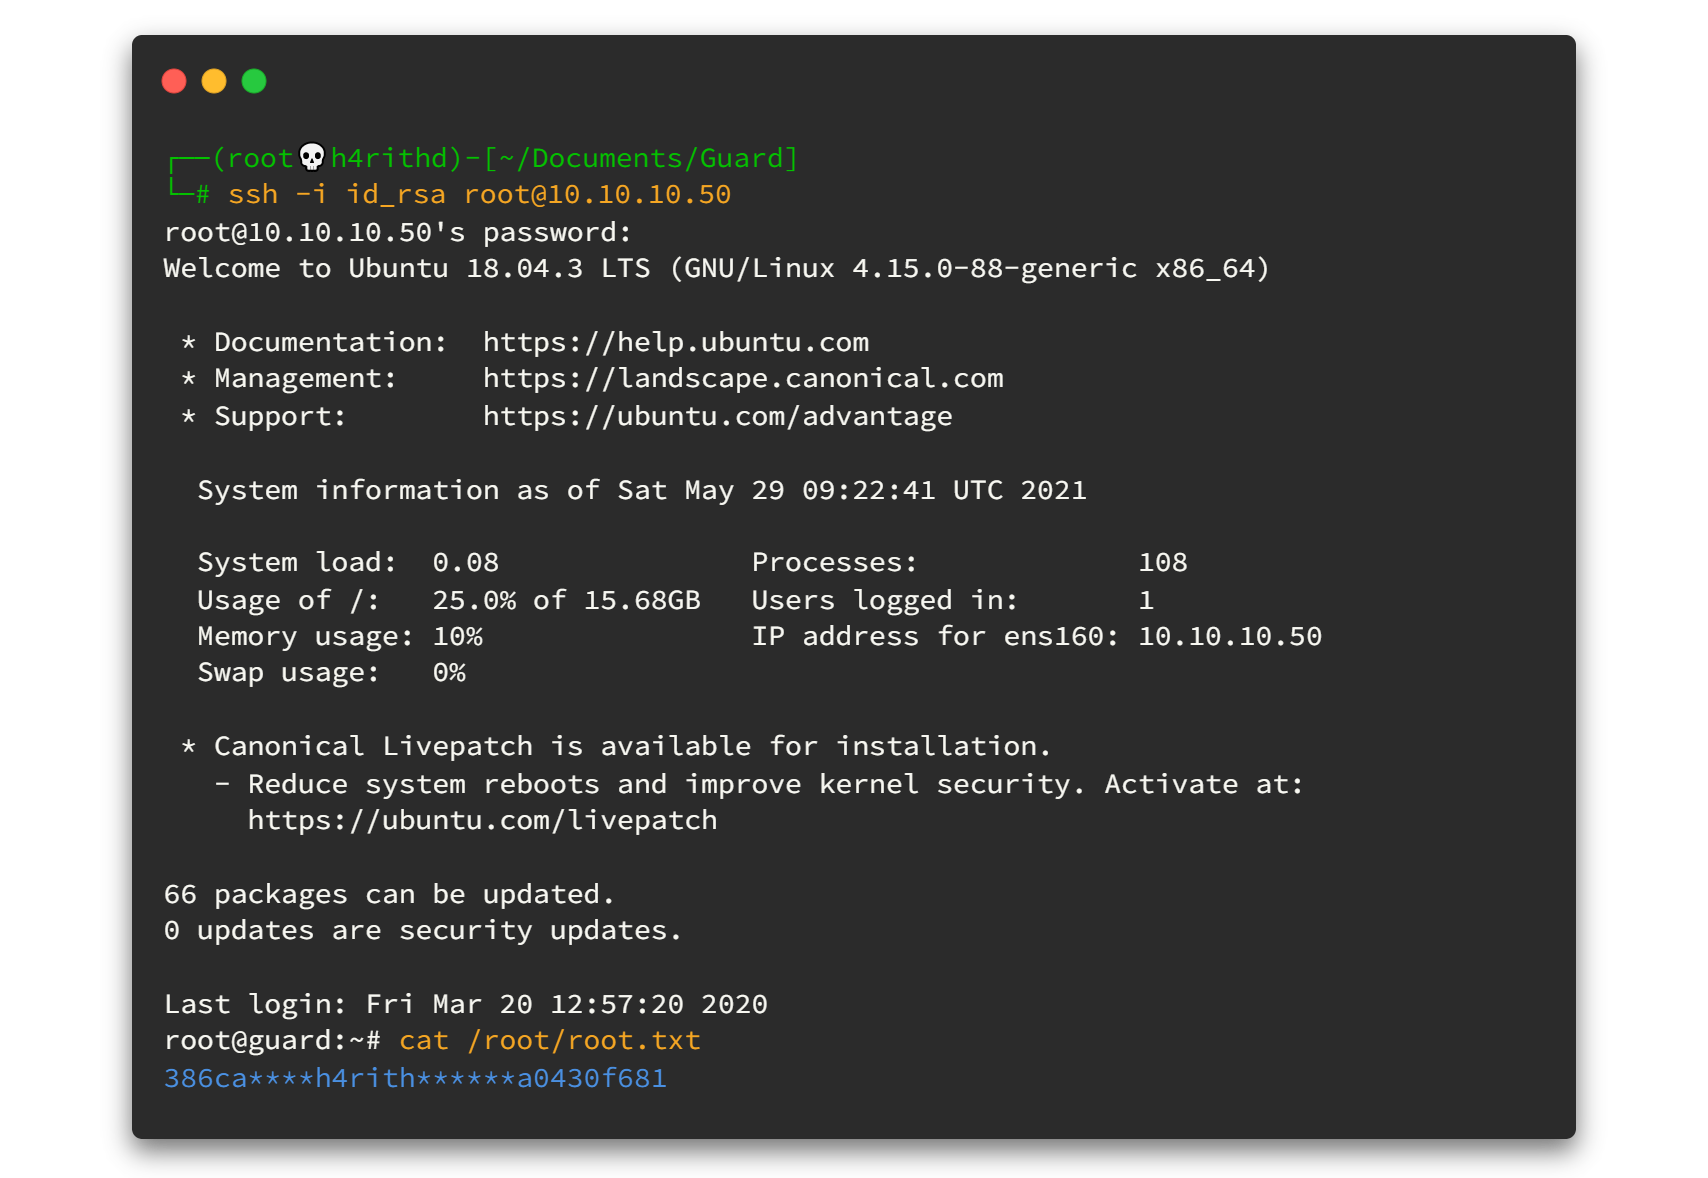 ┌──(root💀h4rithd)-[~/Documents/Guard]
└─# ssh -i id_rsa root@10.10.10.50
root@10.10.10.50's password:
Welcome to Ubuntu 18.04.3 LTS (GNU/Linux 4.15.0-88-generic x86_64)

 * Documentation:  https://help.ubuntu.com
 * Management:     https://landscape.canonical.com
 * Support:        https://ubuntu.com/advantage

  System information as of Sat May 29 09:22:41 UTC 2021

  System load:  0.08               Processes:             108
  Usage of /:   25.0% of 15.68GB   Users logged in:       1
  Memory usage: 10%                IP address for ens160: 10.10.10.50
  Swap usage:   0%

 * Canonical Livepatch is available for installation.
   - Reduce system reboots and improve kernel security. Activate at:
     https://ubuntu.com/livepatch

66 packages can be updated.
0 updates are security updates.

Last login: Fri Mar 20 12:57:20 2020
root@guard:~# cat /root/root.txt
386ca****h4rith******a0430f681